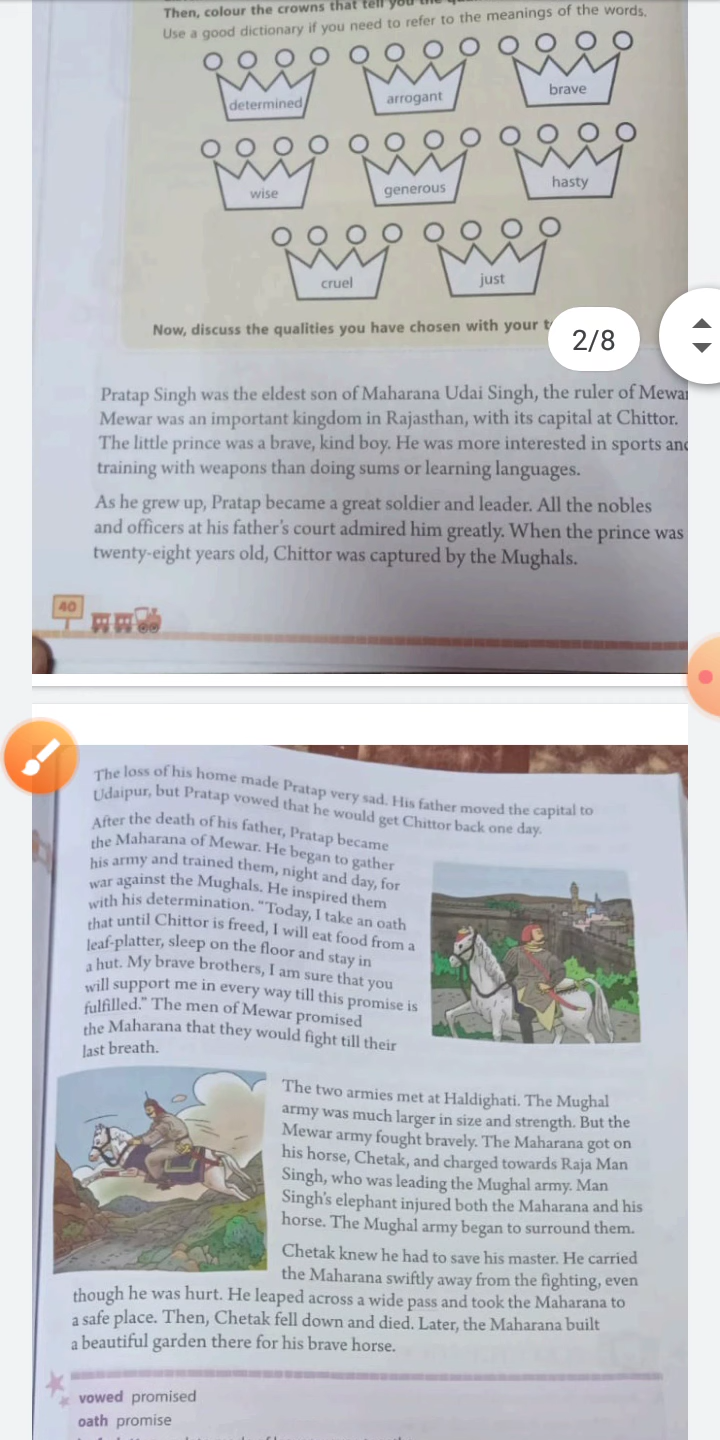 Then, colour the crowns that tell you the
Use a good dictionary if you need to refer to the meanings of the words.
determined
arrogant
brave
wise
generous
hasty
cruel
just
Now, discuss the qualities you have chosen with your
2/8
Pratap Singh was the eldest son of Maharana Udai Singh, the ruler of Mewa
Mewar was an important kingdom in Rajasthan, with its capital at Chittor.
The little prince was a brave, kind boy. He was more interested in sports and
training with weapons than doing sums or learning languages.
As he grew up, Pratap became a great soldier and leader. All the nobles
and officers at his father's court admired him greatly. When the prince was
twenty-eight years old, Chittor was captured by the Mughals.
40
The loss of his home made Pratap very sad. His father moved the capital to
Udaipur, but Pratap vowed that he would get Chittor back one day.
After the death of his father, Pratap became
the Maharana of Mewar. He began to gather
his army and trained them, night and day, for
war against the Mughals. He inspired them
with his determination. "Today, I take an oath
that until Chittor is freed, I will eat food from a
leaf-platter, sleep on the floor and stay in
a hut. My brave brothers, I am sure that you
will support me in every way till this promise is
fulfilled." The men of Mewar promised
the Maharana that they would fight till their
last breath.
The two armies met at Haldighati. The Mughal
army was much larger in size and strength. But the
Mewar army fought bravely. The Maharana got on
his horse, Chetak, and charged towards Raja Man
Singh, who was leading the Mughal army. Man
Singh's elephant injured both the Maharana and his
horse. The Mughal army began to surround them.
Chetak knew he had to save his master. He carried
the Maharana swiftly away from the fighting, even
though he was hurt. He leaped across a wide pass and took the Maharana to
a safe place. Then, Chetak fell down and died. Later, the Maharana built
a beautiful garden there for his brave horse.
vowed promised
oath promise